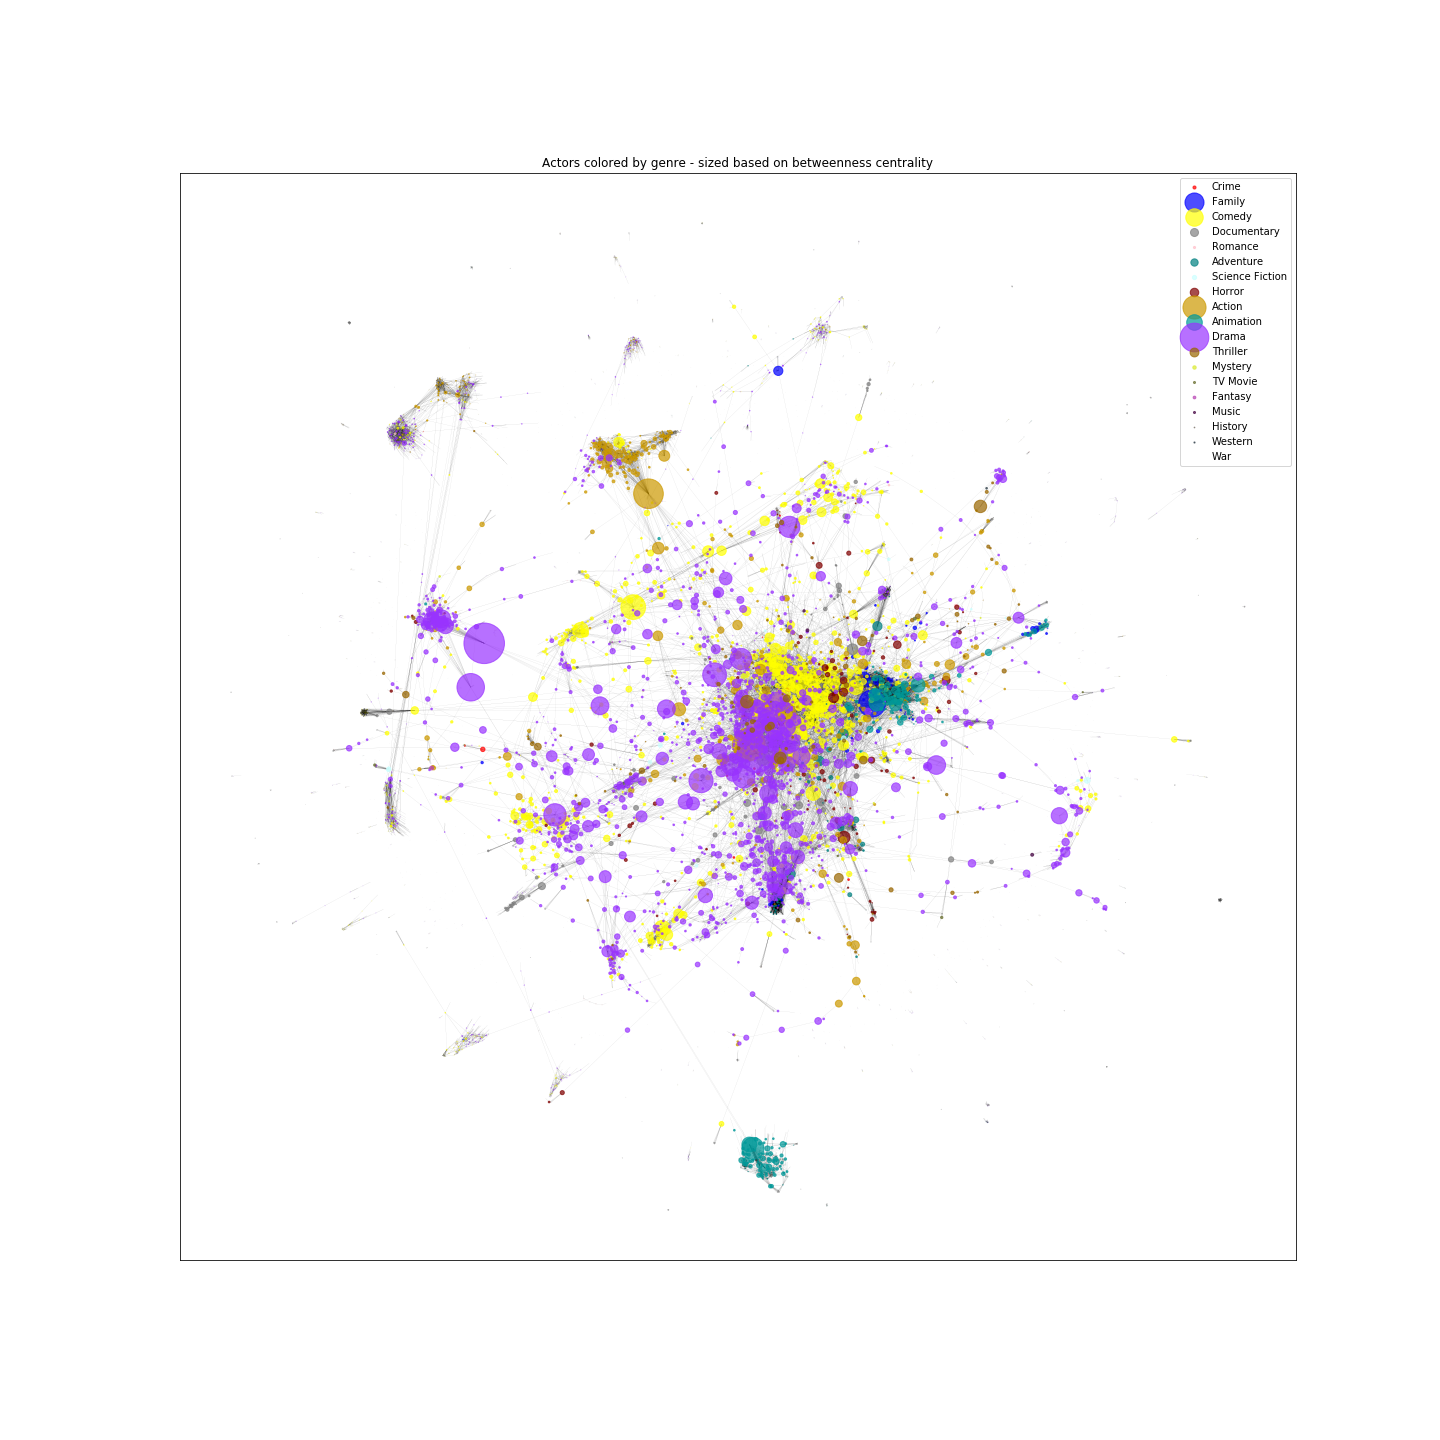 Actors colored by genre - sized based on betweenness centrality
Crime
Family
Comedy
Documentary
Romance
Adventure
Science Fiction
Horror
Action
Animation
Drama
Thriller
Mystery
TV Movie
Fantasy
Music
History
Western
War